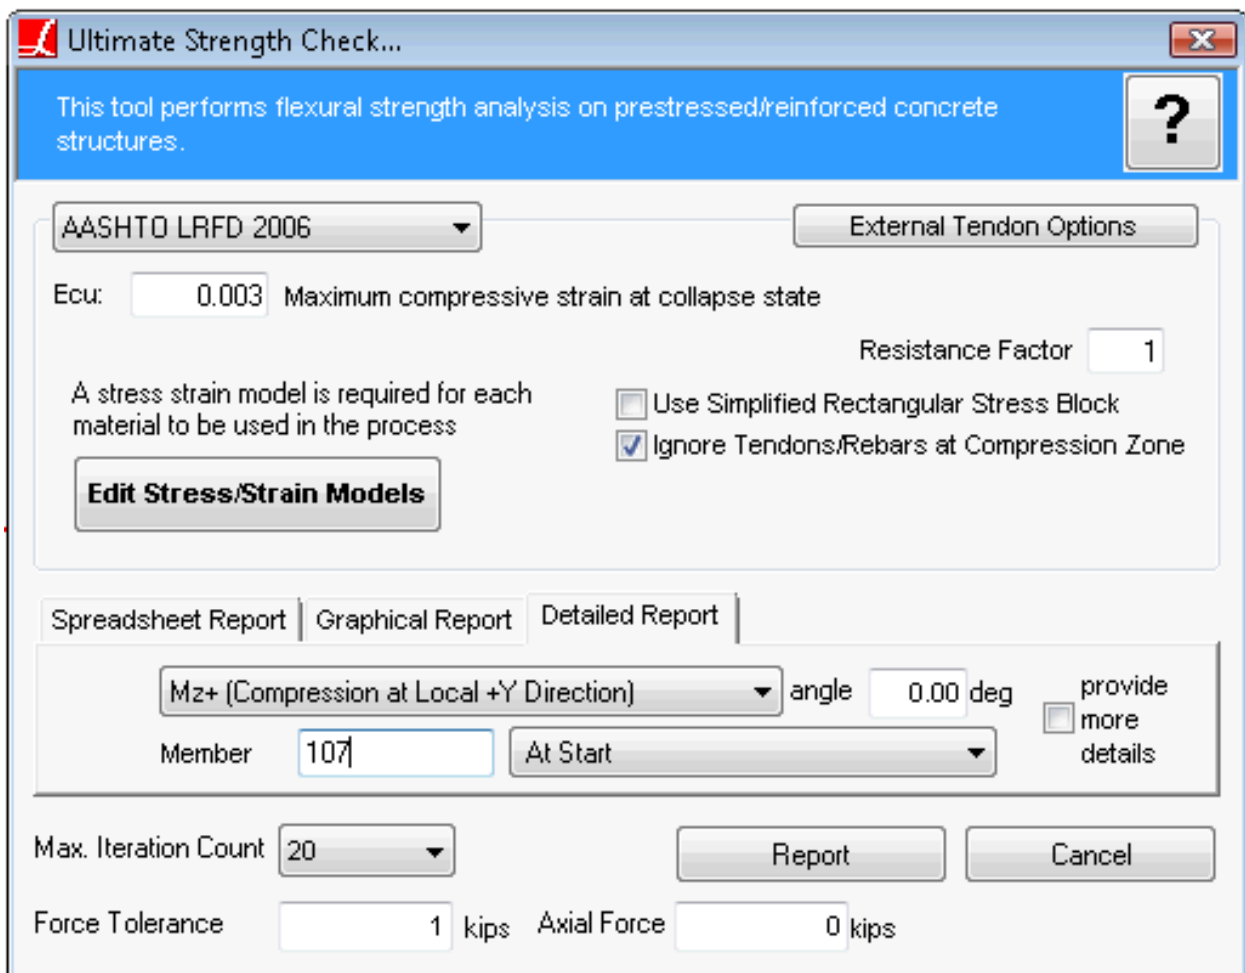 Ultimate Strength Check...
This tool performs flexural strength analysis on prestressed/reinforced concrete
structures.
?
AASHTO LRFD 2006
External Tendon Options
Ecu: 0.003 Maximum compressive strain at collapse state
Resistance Factor 1
A stress strain model is required for each
material to be used in the process
Use Simplified Rectangular Stress Block
Ignore Tendons/Rebars at Compression Zone
Edit Stress/Strain Models
Spreadsheet Report Graphical Report Detailed Report
Mz+ (Compression at Local +Y Direction) angle 0.00 deg
provide
more
details
Member 107 At Start
Max. Iteration Count 20 Report Cancel
Force Tolerance 1 kips Axial Force 0 kips